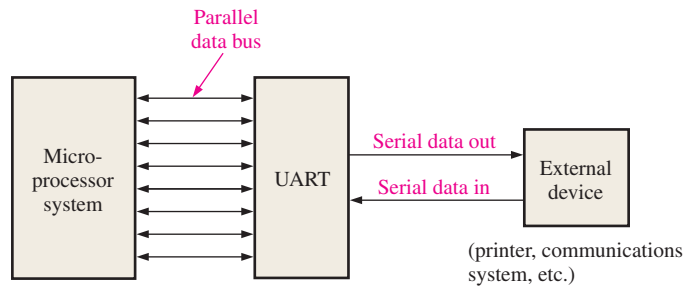 Parallel
data bus
Micro-
processor
system
UART
Serial data out
Serial data in
External
device
(printer, communications
system, etc.)